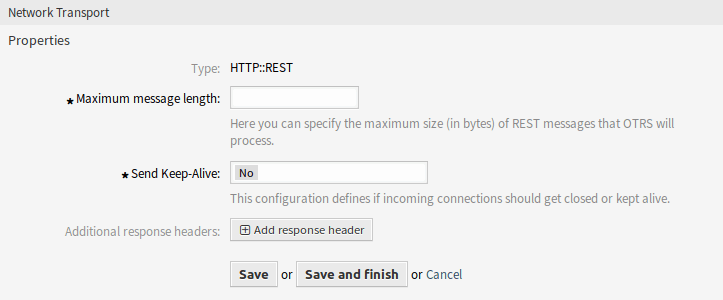 Network Transport
Properties
Type: HTTP::REST
★ Maximum message length:
Here you can specify the maximum size (in bytes) of REST messages that OTRS will
process.
★ Send Keep-Alive: No
This configuration defines if incoming connections should get closed or kept alive.
Additional response headers: Add response header
Save or Save and finish or Cancel